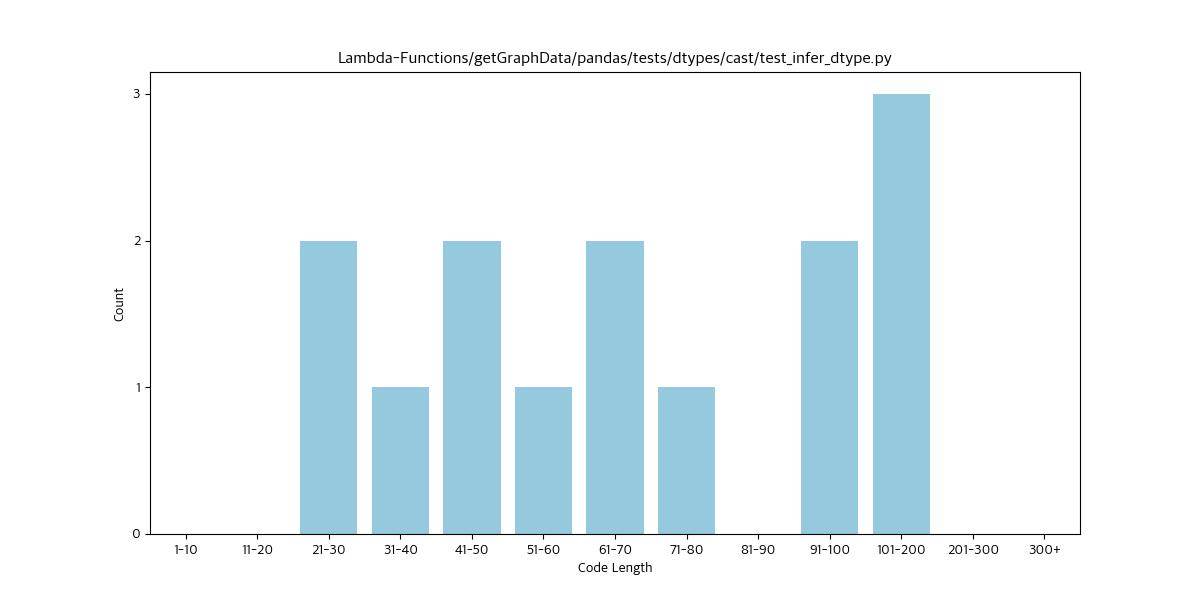 Lambda-Functions/getGraphData/pandas/tests/dtypes/cast/test_infer_dtype.py
3
2
1
0
Count
1-10 11-20 21-30 31-40 41-50 51-60 61-70 71-80 81-90 91-100 101-200 201-300 300+
Code Length